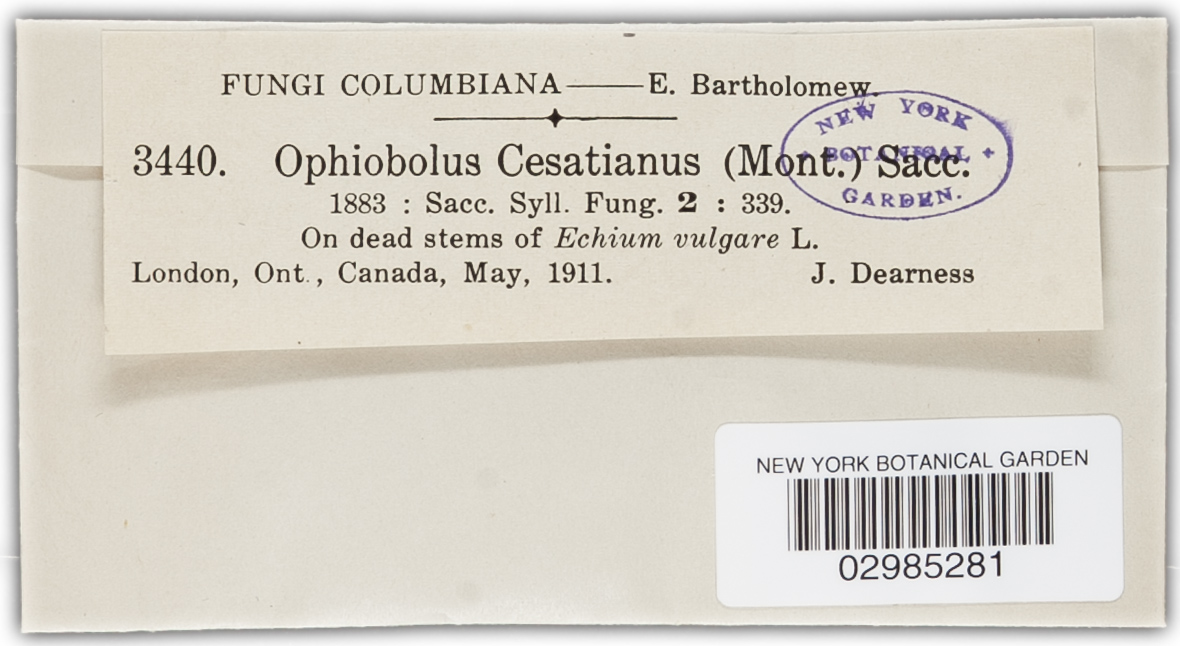 FUNGI COLUMBIANA——E. Bartholomew.
3440. Ophiobolus Cesatianus (Mont.) Sacc.
1883 : Sacc. Syll. Fung. 2 : 339.
On dead stems of Echium vulgare L.
London, Ont., Canada, May, 1911. J. Dearness
NEW YORK
BOTANICAL
GARDEN.
NEW YORK BOTANICAL GARDEN
02985281